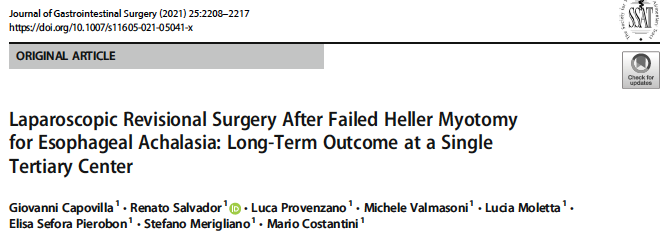 Journal of Gastrointestinal Surgery (2021) 25:2208–2217
https://doi.org/10.1007/s11605-021-05041-x
SSAT
ORIGINAL ARTICLE
Check for
updates
Laparoscopic Revisional Surgery After Failed Heller Myotomy
for Esophageal Achalasia: Long-Term Outcome at a Single
Tertiary Center
Giovanni Capovilla1 · Renato Salvador1 iD · Luca Provenzano1 · Michele Valmasoni1 · Lucia Moletta1 ·
Elisa Sefora Pierobon1 · Stefano Merigliano1 · Mario Costantini1